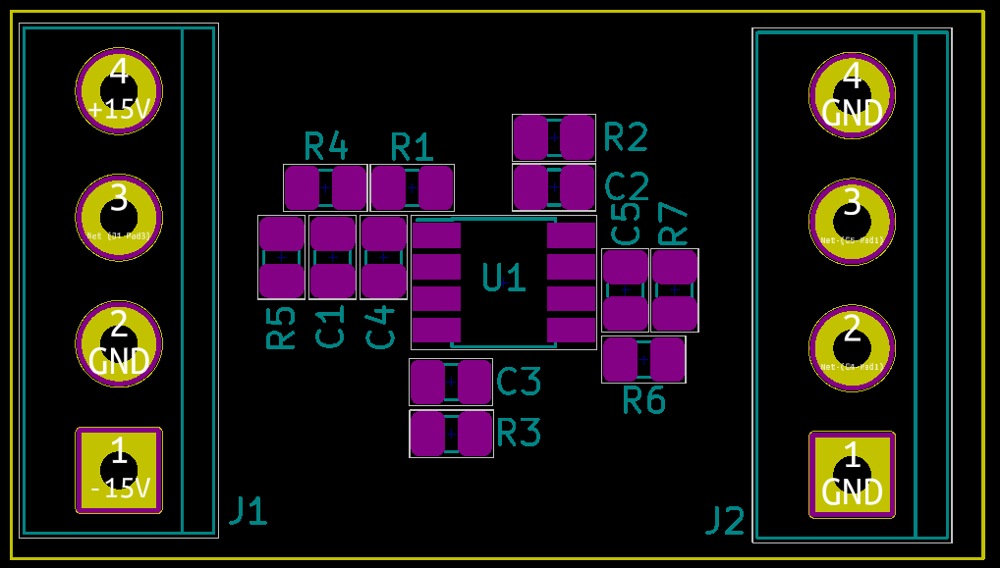 4
+15V
3
Net-(J1-Pad3)
2
GND
1
-15V
J1
R4
R1
R5
C1
C4
U1
R2
C2
C5
R7
R6
C3
R3
J2
4
GND
3
Net-(C5-Pad1)
2
Net-(C4-Pad1)
1
GND